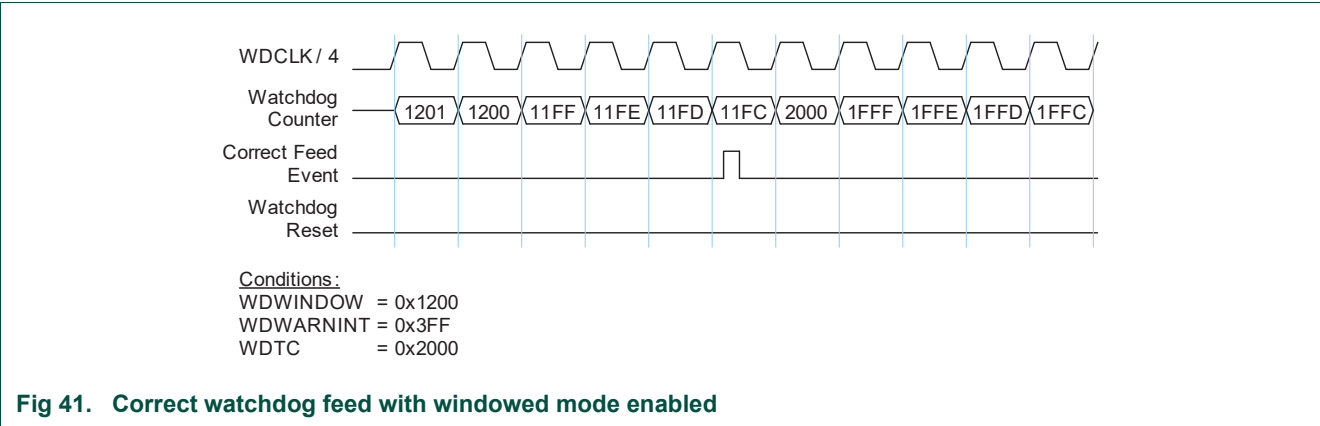 WDCLK / 4
Watchdog
Counter
1201 1200 11FF 11FE 11FD 11FC 2000 1FFF 1FFE 1FFD 1FFC
Correct Feed
Event
Watchdog
Reset
Conditions:
WDWINDOW = 0x1200
WDWARNINT = 0x3FF
WDTC = 0x2000
Fig 41. Correct watchdog feed with windowed mode enabled